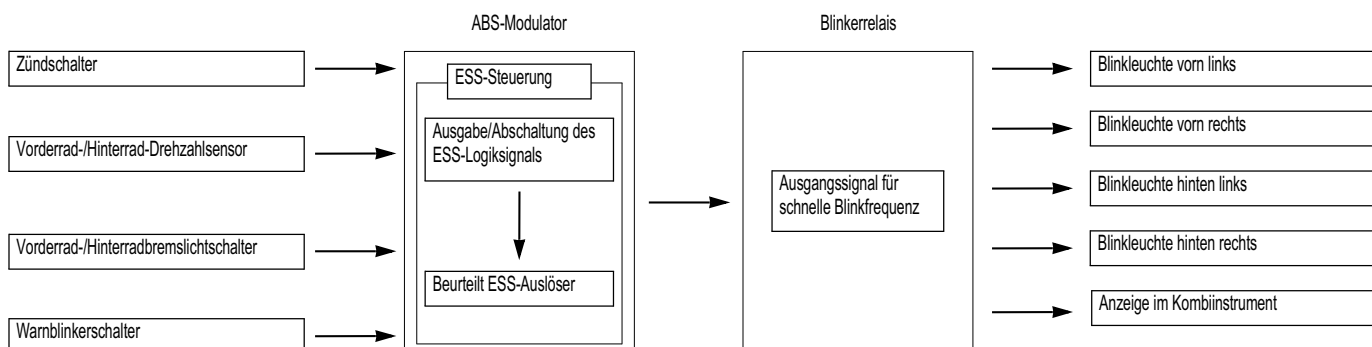 ABS-Modulator
Blinkerrelais
Zündschalter
Vorderrad-/Hinterrad-Drehzahlsensor
Vorderrad-/Hinterradbremslichtschalter
Warnblinkerschalter
ESS-Steuerung
Ausgabe/Abschaltung des
ESS-Logiksignals
Beurteilt ESS-Auslöser
Ausgangssignal für
schnelle Blinkfrequenz
Blinkleuchte vorn links
Blinkleuchte vorn rechts
Blinkleuchte hinten links
Blinkleuchte hinten rechts
Anzeige im Kombiinstrument